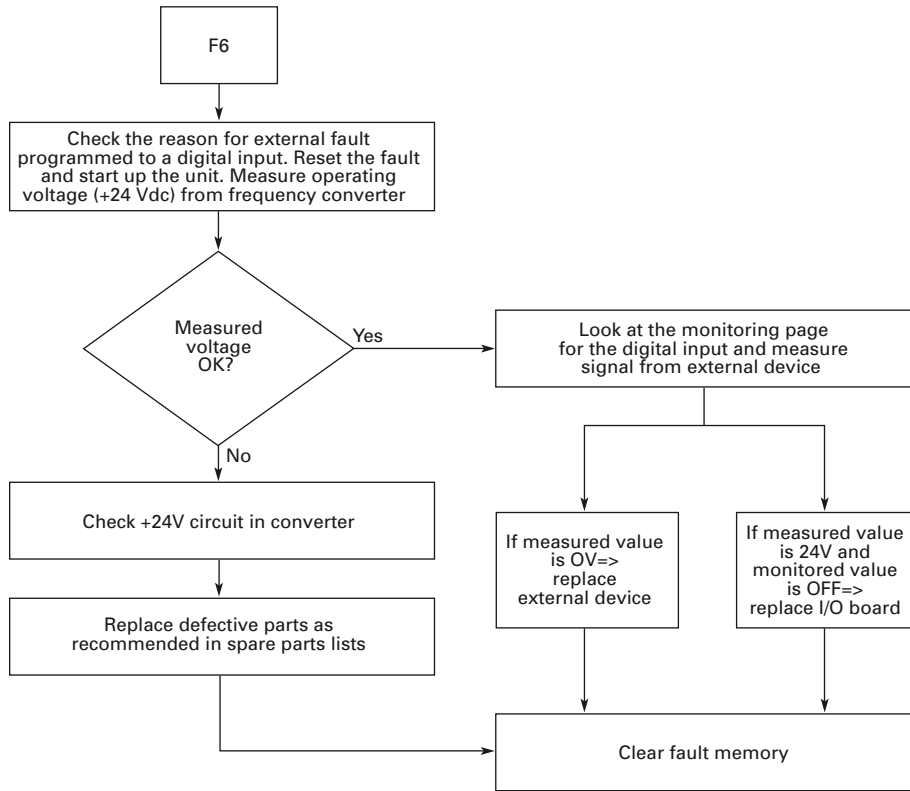 F6
Check the reason for external fault
programmed to a digital input. Reset the fault
and start up the unit. Measure operating
voltage (+24 Vdc) from frequency converter
Measured
voltage
OK?
Yes
Look at the monitoring page
for the digital input and measure
signal from external device
No
Check +24V circuit in converter
If measured value
is OV=>
replace
external device
If measured value
is 24V and
monitored value
is OFF=>
replace I/O board
Replace defective parts as
recommended in spare parts lists
Clear fault memory